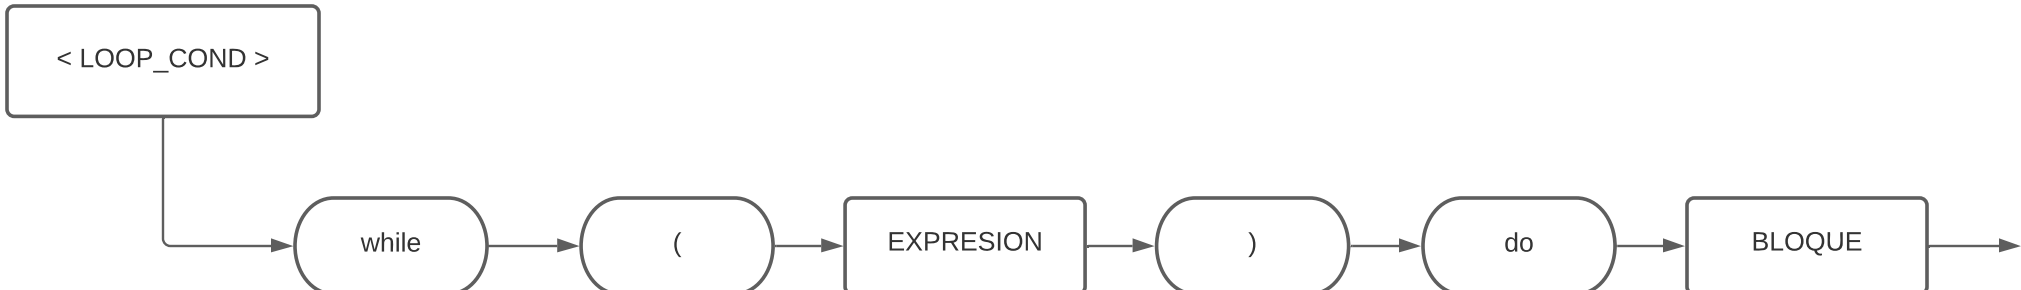 < LOOP_COND >
while ( EXPRESION ) do BLOQUE